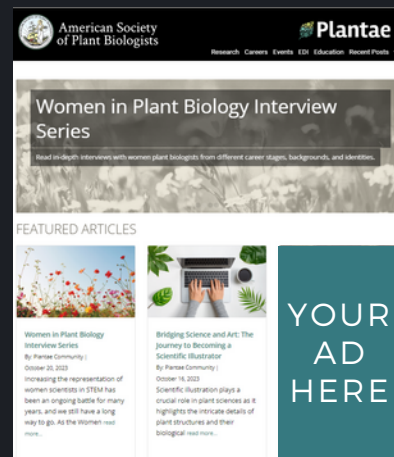 American Society
of Plant Biologists
Plantae
Research Careers Events EDI Education Recent Posts
Women in Plant Biology Interview
Series
Read in-depth interviews with women plant biologists from different career stages, backgrounds, and identities.
FEATURED ARTICLES
Women in Plant Biology
Interview Series
By Plantae Community |
October 20, 2023
Increasing the representation of
women scientists in STEM has
been an ongoing battle for many
years, and we still have a long
way to go. As the Women read
more...
Bridging Science and Art: The
Journey to Becoming a
Scientific Illustrator
By Plantae Community |
October 16, 2023
Scientific illustration plays a
crucial role in plant sciences as it
highlights the intricate details of
plant structures and their
biological read more...
YOUR
AD
HERE